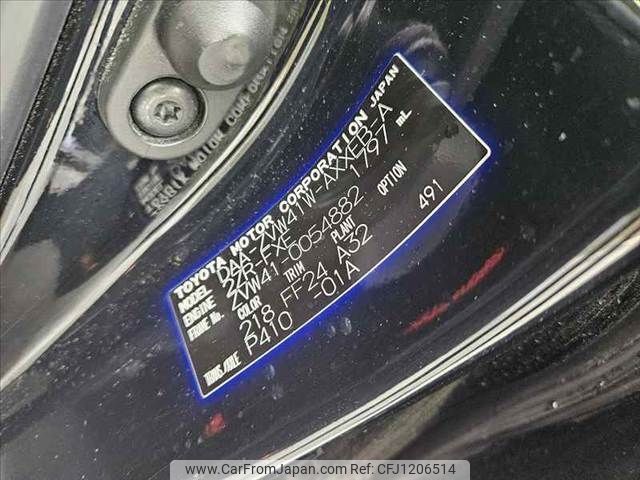 TOYOTA MOTOR CORPORATION JAPAN
MODEL DAA-ZVW41W-AXXEB-A
ENGINE 2ZR-FXE 1797 mL
FRAME No. ZVW41-0054882
COLOR TRIM PLANT OPTION
218 FF24 A32 491
TRANS/AXLE P410 -01A
www.CarFromJapan.com | Ref. CFJ1206514